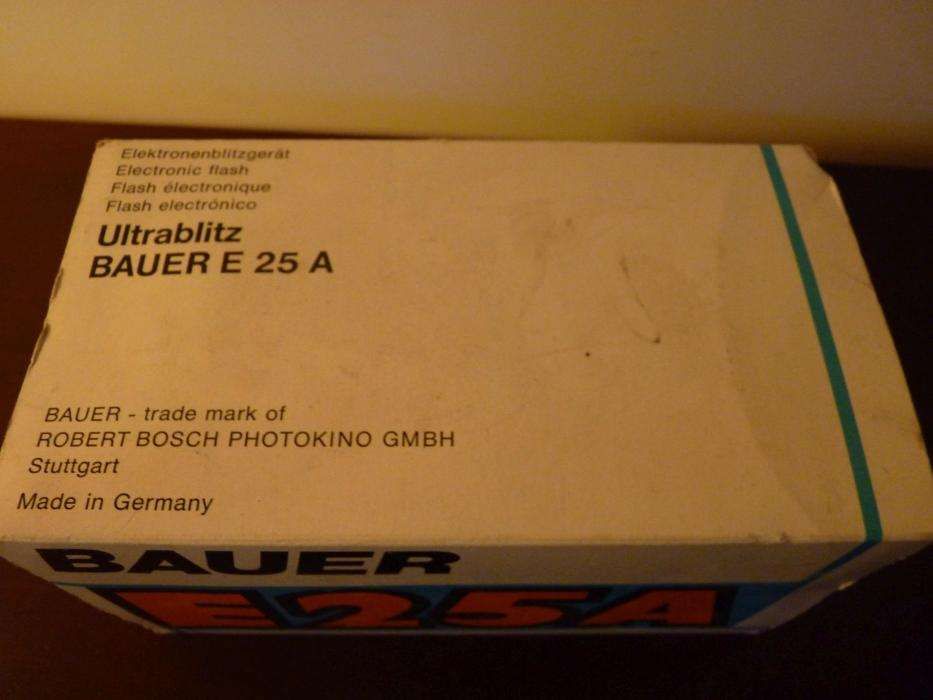 Elektronenblitzgerät
Electronic flash
Flash électronique
Flash electrónico
Ultrablitz
BAUER E 25 A
BAUER - trade mark of
ROBERT BOSCH PHOTOKINO GMBH
Stuttgart
Made in Germany
BAUER
E25A